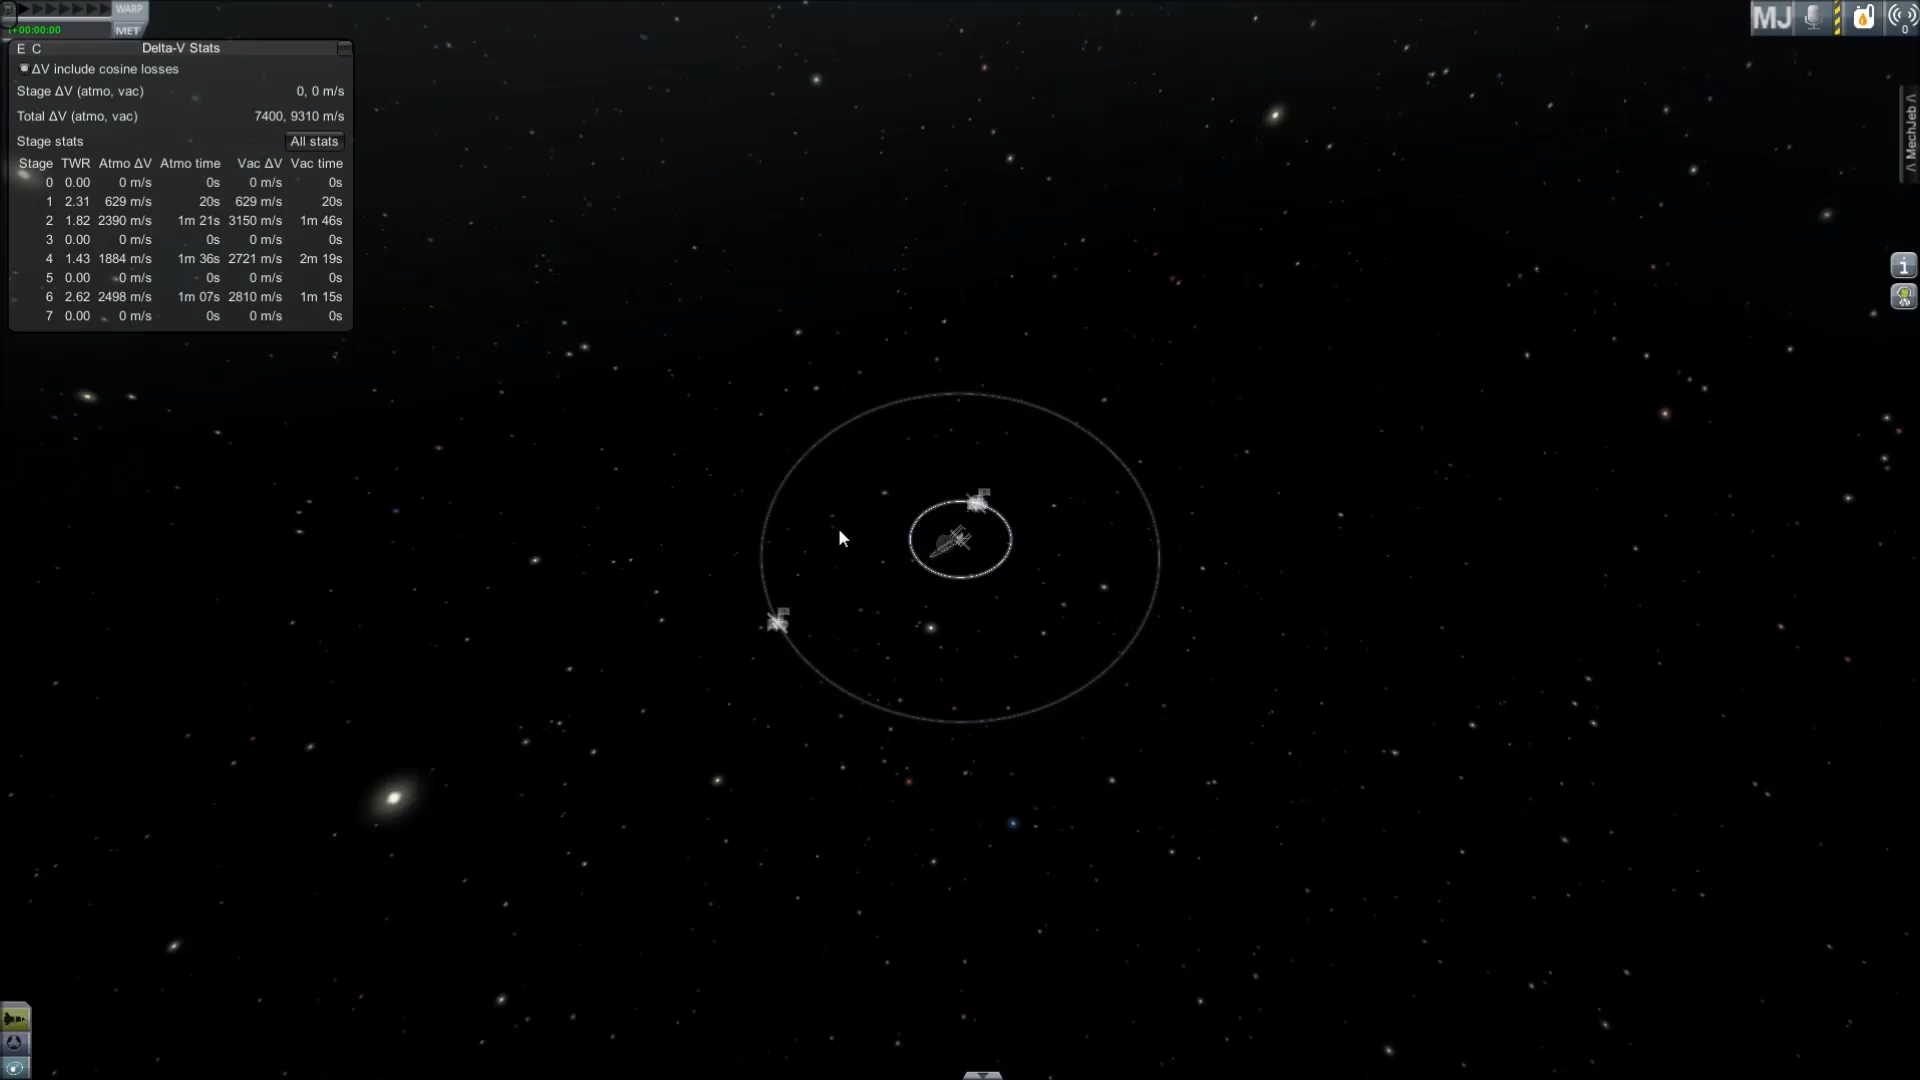 WARP
T+00:00:00 MET
E C Delta-V Stats
ΔV include cosine losses
Stage ΔV (atmo, vac) 0, 0 m/s
Total ΔV (atmo, vac) 7400, 9310 m/s
Stage stats All stats
Stage TWR Atmo ΔV Atmo time Vac ΔV Vac time
0 0.00 0 m/s 0s 0 m/s 0s
1 2.31 629 m/s 20s 629 m/s 20s
2 1.82 2390 m/s 1m 21s 3150 m/s 1m 46s
3 0.00 0 m/s 0s 0 m/s 0s
4 1.43 1884 m/s 1m 36s 2721 m/s 2m 19s
5 0.00 0 m/s 0s 0 m/s 0s
6 2.62 2498 m/s 1m 07s 2810 m/s 1m 15s
7 0.00 0 m/s 0s 0 m/s 0s
MJ
0
/\ MechJeb /\
i